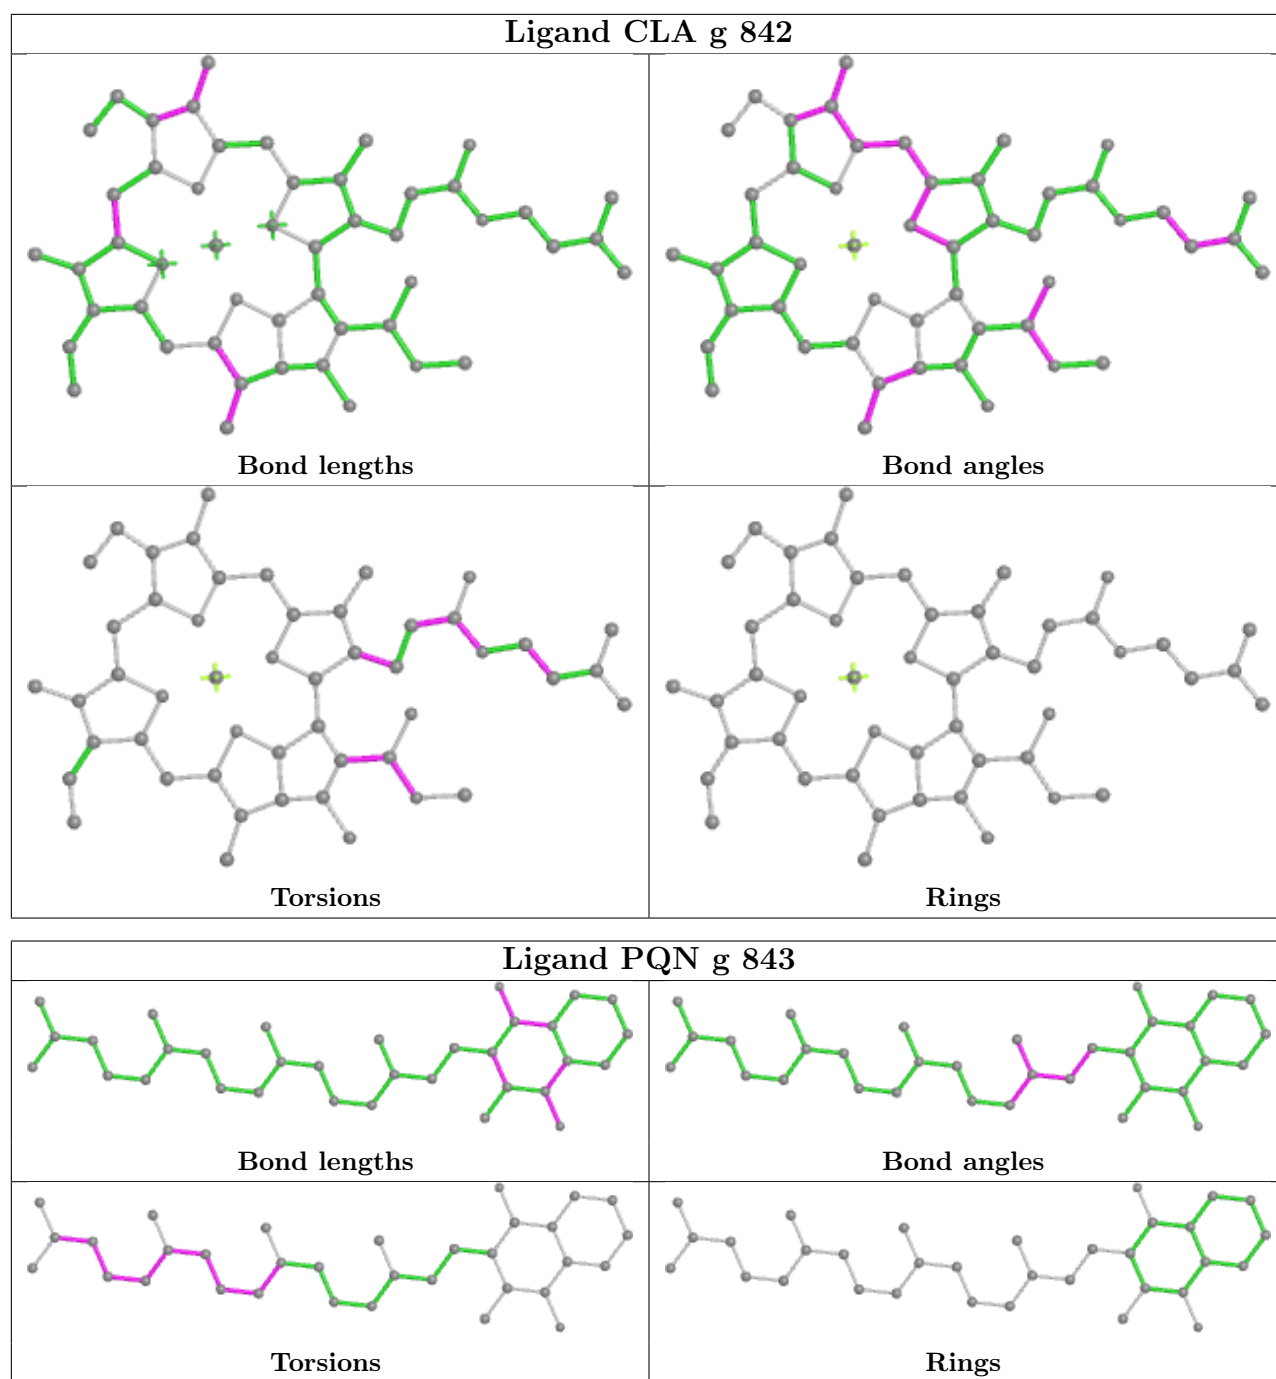 Ligand CLA g 842
Bond lengths
Bond angles
Torsions
Rings
Ligand PQN g 843
Bond lengths
Bond angles
Torsions
Rings